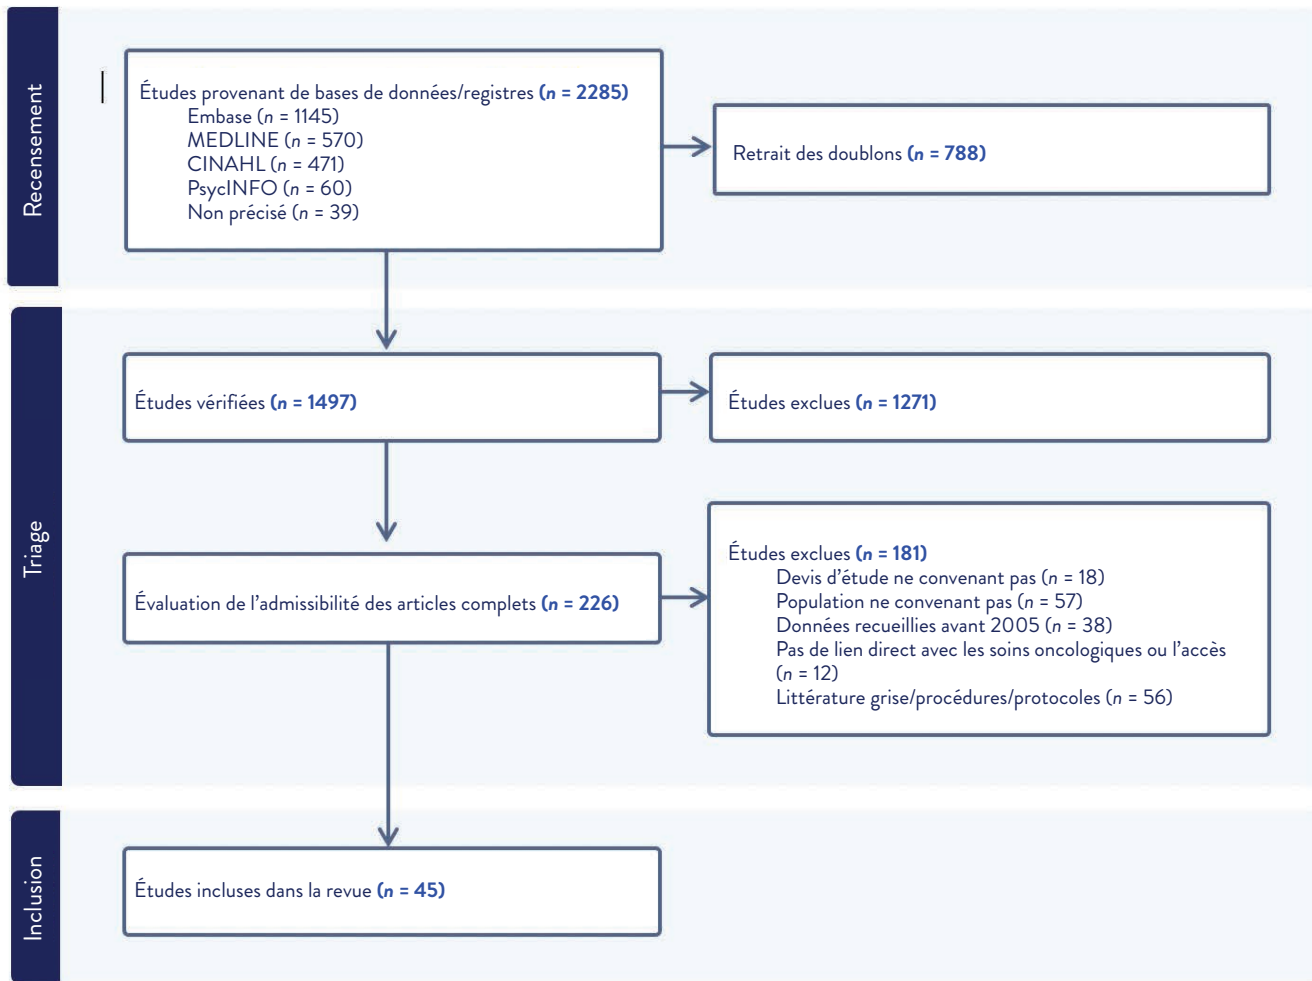 Recensement
Études provenant de bases de données/registres (n = 2285)
Embase (n = 1145)
MEDLINE (n = 570)
CINAHL (n = 471)
PsycINFO (n = 60)
Non précisé (n = 39)
Retrait des doublons (n = 788)
Triage
Études vérifiées (n = 1497)
Études exclues (n = 1271)
Évaluation de l'admissibilité des articles complets (n = 226)
Études exclues (n = 181)
Devis d'étude ne convenant pas (n = 18)
Population ne convenant pas (n = 57)
Données recueillies avant 2005 (n = 38)
Pas de lien direct avec les soins oncologiques ou l'accès
(n = 12)
Littérature grise/procédures/protocoles (n = 56)
Inclusion
Études incluses dans la revue (n = 45)